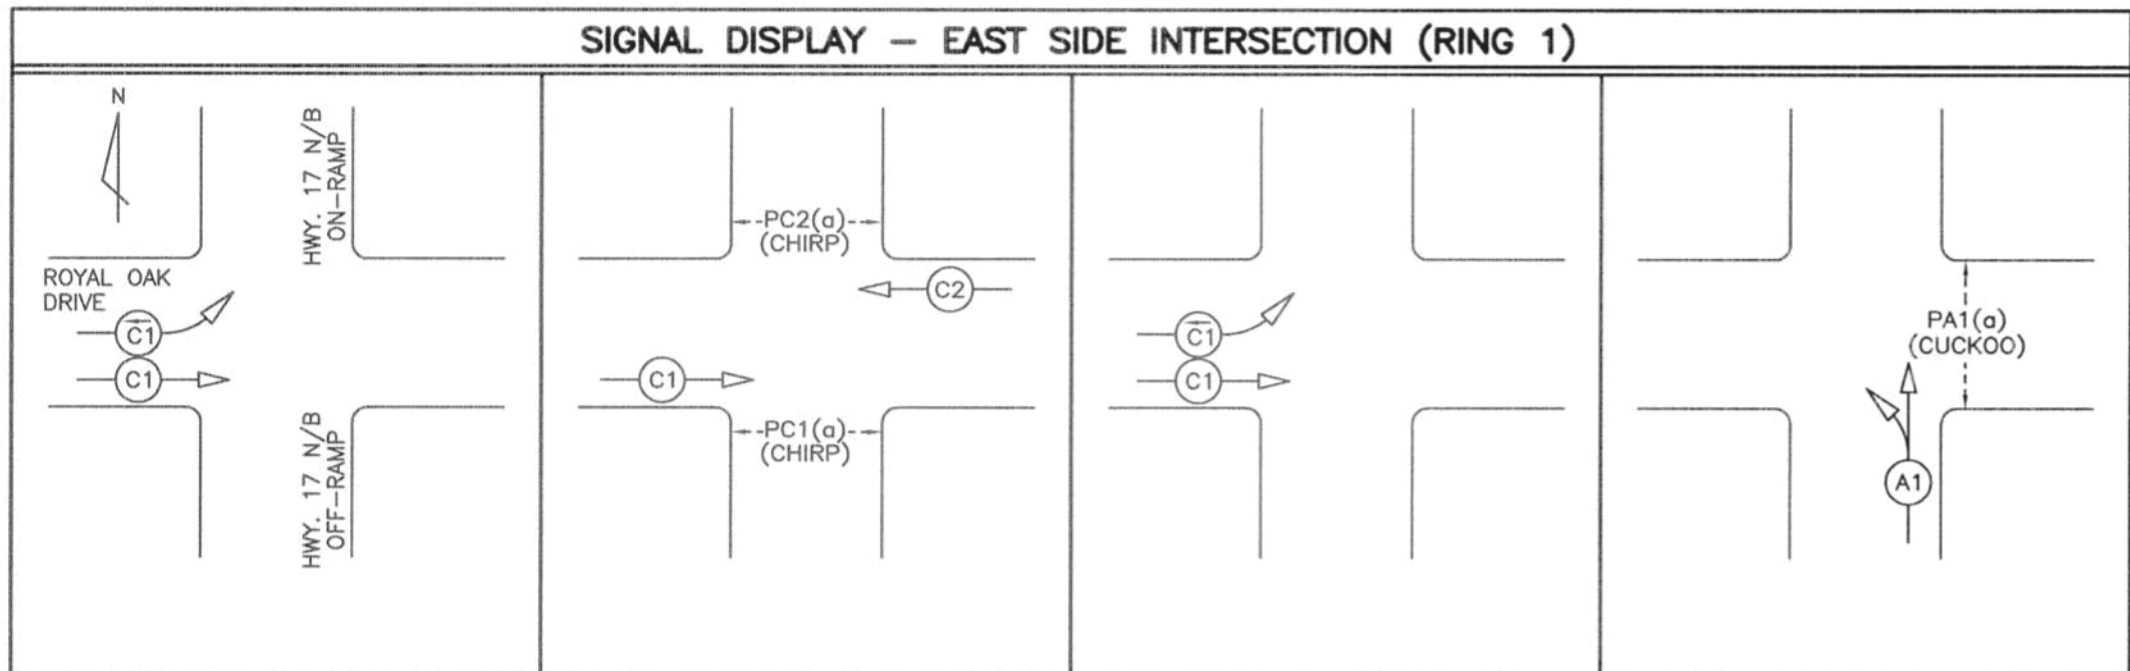 SIGNAL DISPLAY – EAST SIDE INTERSECTION (RING 1)
N
HWY. 17 N/B
ON-RAMP
ROYAL OAK
DRIVE
C1
C1
HWY. 17 N/B
OFF-RAMP
PC2(a)
(CHIRP)
C2
C1
PC1(a)
(CHIRP)
C1
C1
PA1(a)
(CUCKOO)
A1